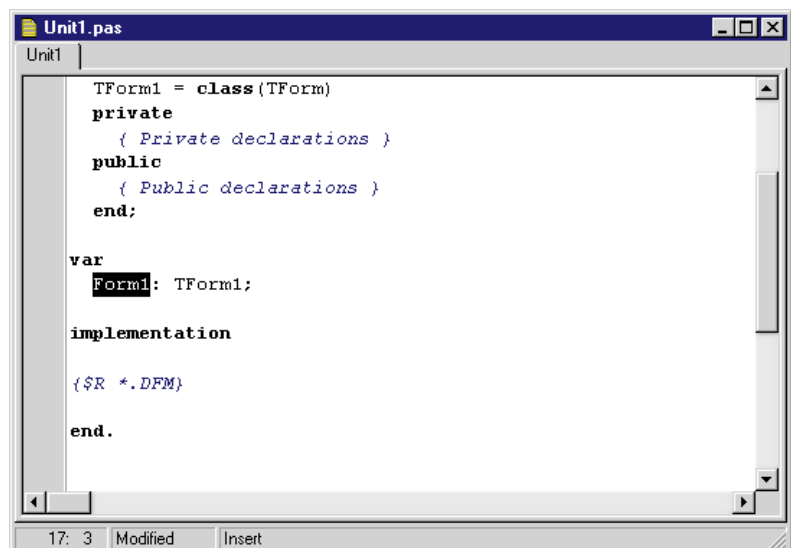 Unit1.pas
Unit1
TForm1 = class(TForm)
private
{ Private declarations }
public
{ Public declarations }
end;
var
Form1: TForm1;
implementation
{$R *.DFM}
end.
17: 3 Modified Insert